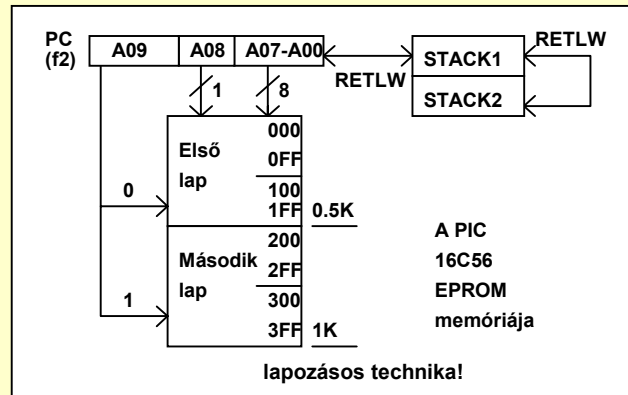 PC
(f2)
A09 A08 A07-A00
RETLW
RETLW
STACK1
STACK2
1
8
0
1
Első
lap
000
0FF
100
1FF 0.5K
Második
lap
200
2FF
300
3FF 1K
A PIC
16C56
EPROM
memóriája
lapozásos technika!